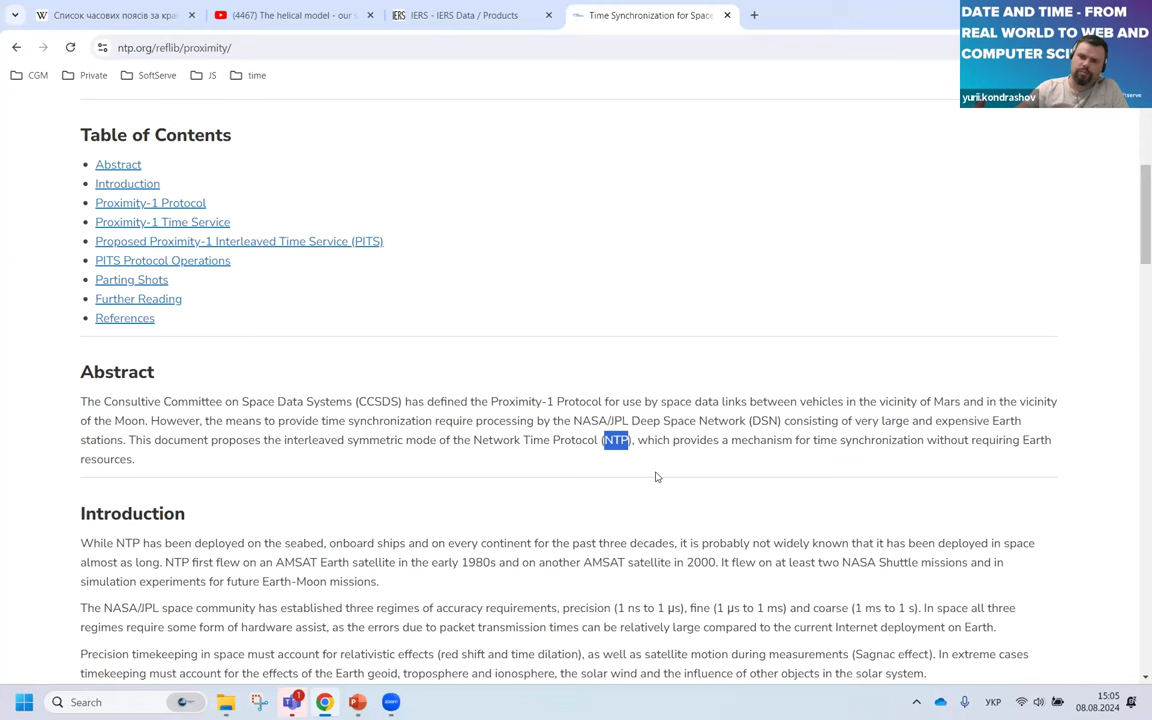 Список часових поясів за кра
(4467) The helical model - our s
IERS - IERS Data / Products
Time Synchronization for Space
ntp.org/reflib/proximity/
CGM
Private
SoftServe
JS
time
DATE AND TIME - FROM
REAL WORLD TO WEB AND
COMPUTER SCI
yurii.kondrashov
Table of Contents
Abstract
Introduction
Proximity-1 Protocol
Proximity-1 Time Service
Proposed Proximity-1 Interleaved Time Service (PITS)
PITS Protocol Operations
Parting Shots
Further Reading
References
Abstract
The Consultive Committee on Space Data Systems (CCSDS) has defined the Proximity-1 Protocol for use by space data links between vehicles in the vicinity of Mars and in the vicinity
of the Moon. However, the means to provide time synchronization require processing by the NASA/JPL Deep Space Network (DSN) consisting of very large and expensive Earth
stations. This document proposes the interleaved symmetric mode of the Network Time Protocol (NTP), which provides a mechanism for time synchronization without requiring Earth
resources.
Introduction
While NTP has been deployed on the seabed, onboard ships and on every continent for the past three decades, it is probably not widely known that it has been deployed in space
almost as long. NTP first flew on an AMSAT Earth satellite in the early 1980s and on another AMSAT satellite in 2000. It flew on at least two NASA Shuttle missions and in
simulation experiments for future Earth-Moon missions.
The NASA/JPL space community has established three regimes of accuracy requirements, precision (1 ns to 1 μs), fine (1 μs to 1 ms) and coarse (1 ms to 1 s). In space all three
regimes require some form of hardware assist, as the errors due to packet transmission times can be relatively large compared to the current Internet deployment on Earth.
Precision timekeeping in space must account for relativistic effects (red shift and time dilation), as well as satellite motion during measurements (Sagnac effect). In extreme cases
timekeeping must account for the effects of the Earth geoid, troposphere and ionosphere, the solar wind and the influence of other objects in the solar system.
Search
1
zoom
УКР
15:05
08.08.2024